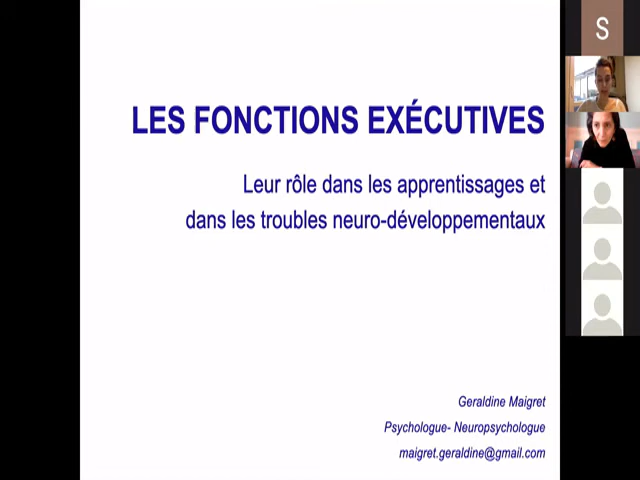 LES FONCTIONS EXÉCUTIVES
Leur rôle dans les apprentissages et
dans les troubles neuro-développementaux
Geraldine Maigret
Psychologue- Neuropsychologue
maigret.geraldine@gmail.com
S